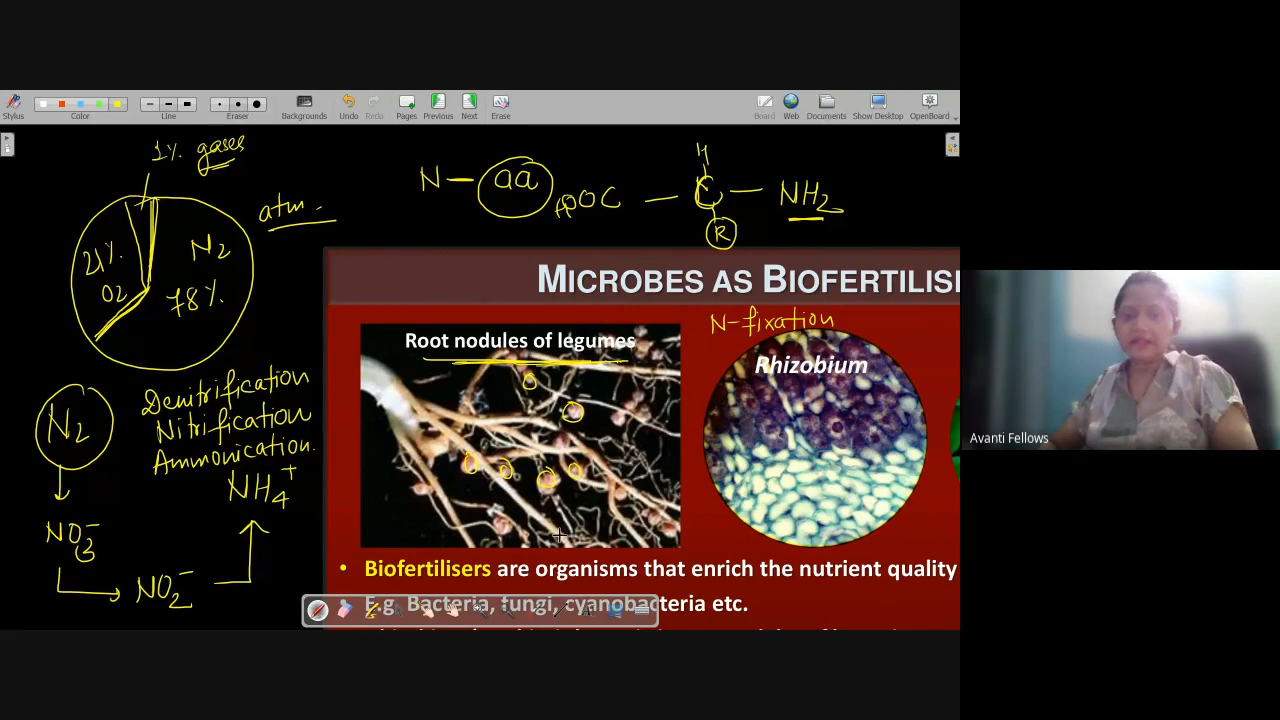 Stylus
Color
Line
Eraser
Backgrounds
Undo
Redo
Pages
Previous
Next
Erase
Board
Web
Documents
Show Desktop
OpenBoard
1%. gases
atm.
21%.
O2
N2
78%.
N — aa
H
HOOC — C — NH2
R
MICROBES AS BIOFERTILISE
N-fixation
Root nodules of legumes
Rhizobium
N2
Denitrification
Nitrification
Ammonication.
NH4+
NO3-
NO2-
• Biofertilisers are organisms that enrich the nutrient quality
E.g. Bacteria, fungi, cyanobacteria etc.
Avanti Fellows